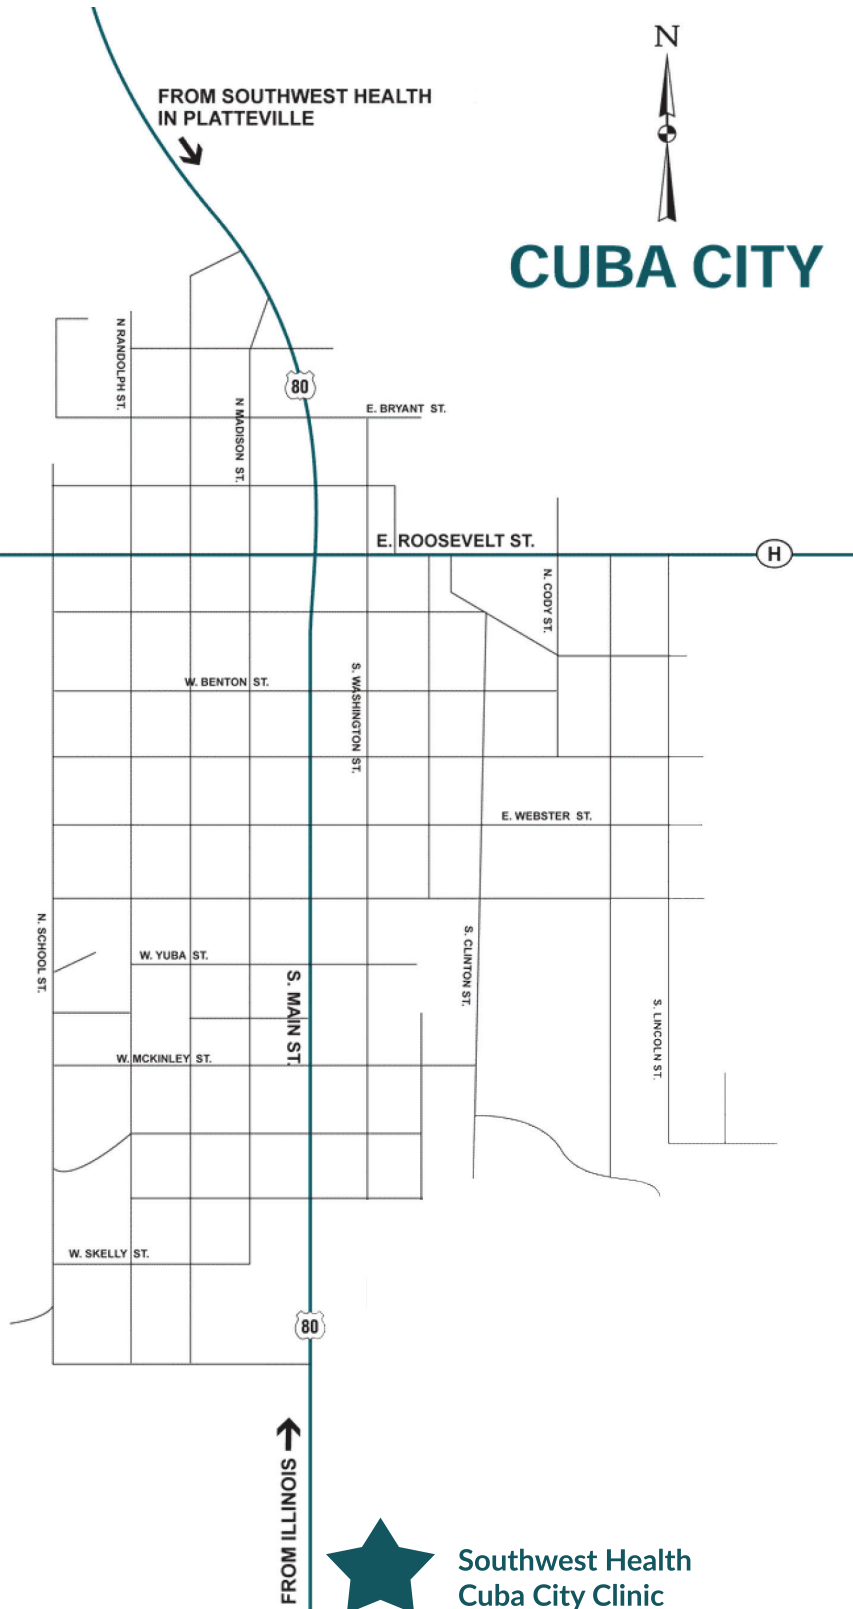 N
FROM SOUTHWEST HEALTH
IN PLATTEVILLE
CUBA CITY
N RANDOLPH ST.
80
N MADISON ST.
E. BRYANT ST.
E. ROOSEVELT ST.
H
N. CODY ST.
W. BENTON ST.
S. WASHINGTON ST.
E. WEBSTER ST.
N. SCHOOL ST.
W. YUBA ST.
S. CLINTON ST.
S. MAIN ST.
S. LINCOLN ST.
W. MCKINLEY ST.
W. SKELLY ST.
80
FROM ILLINOIS
Southwest Health
Cuba City Clinic